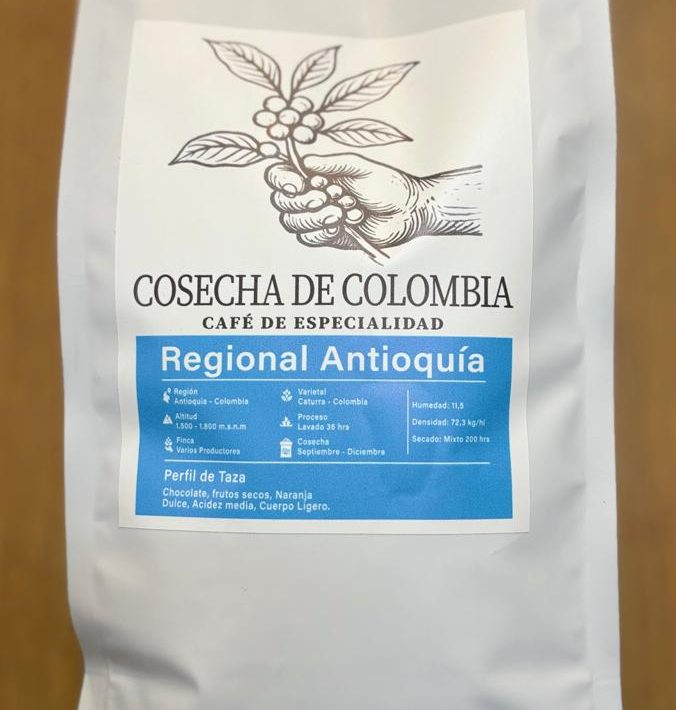 COSECHA DE COLOMBIA
CAFÉ DE ESPECIALIDAD
Regional Antioquía
Región
Antioquia - Colombia
Altitud
1.500 - 1.800 m.s.n.m
Finca
Varios Productores
Varietal
Caturra - Colombia
Proceso
Lavado 36 hrs
Cosecha
Septiembre - Diciembre
Humedad: 11,5
Densidad: 72,3 kg/hl
Secado: Mixto 200 hrs
Perfil de Taza
Chocolate, frutos secos, Naranja
Dulce, Acidez media, Cuerpo Ligero.